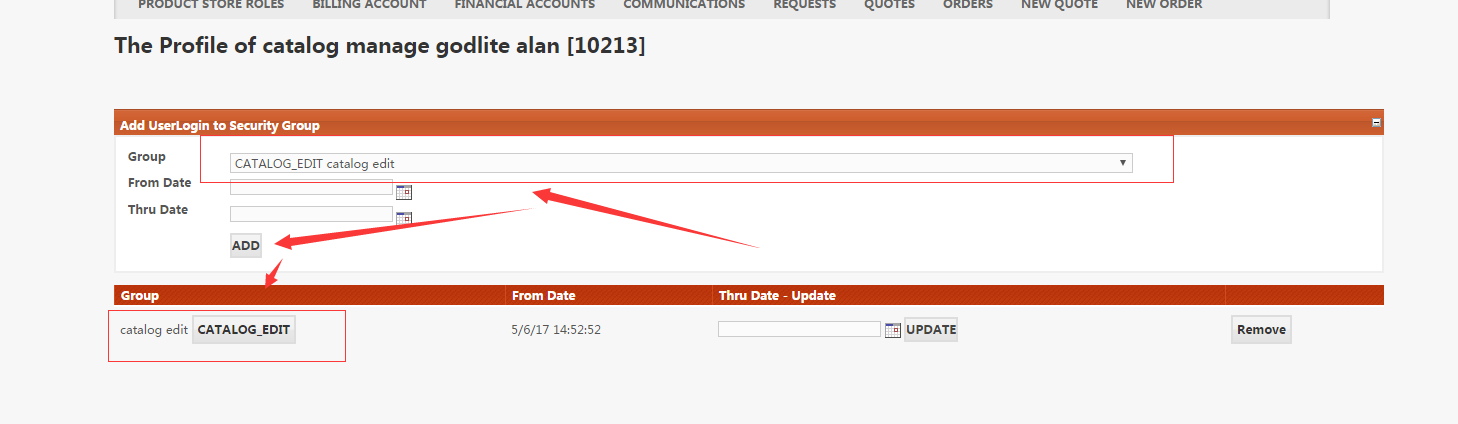 PRODUCT STORE ROLES BILLING ACCOUNT FINANCIAL ACCOUNTS COMMUNICATIONS REQUESTS QUOTES ORDERS NEW QUOTE NEW ORDER
The Profile of catalog manage godlite alan [10213]
Add UserLogin to Security Group
Group CATALOG_EDIT catalog edit
From Date
Thru Date
ADD
Group From Date Thru Date - Update
catalog edit CATALOG_EDIT 5/6/17 14:52:52 UPDATE Remove